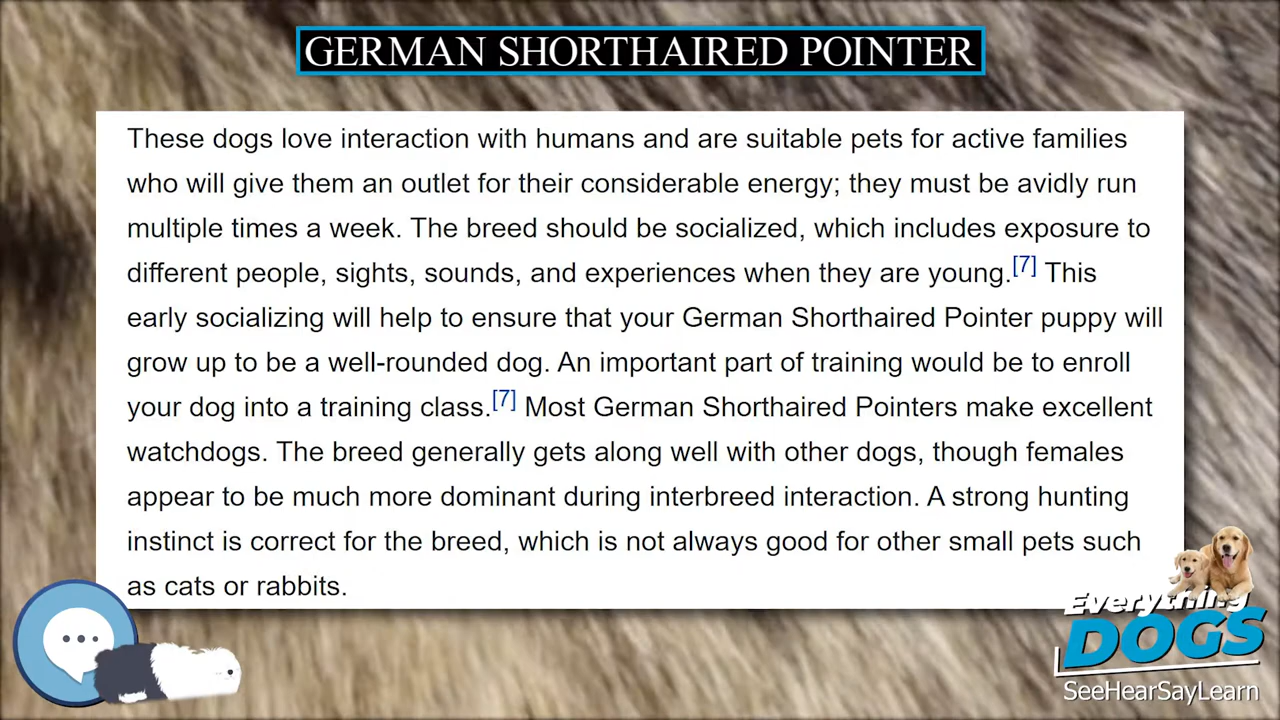 GERMAN SHORTHAIRED POINTER
These dogs love interaction with humans and are suitable pets for active families
who will give them an outlet for their considerable energy; they must be avidly run
multiple times a week. The breed should be socialized, which includes exposure to
different people, sights, sounds, and experiences when they are young.[7] This
early socializing will help to ensure that your German Shorthaired Pointer puppy will
grow up to be a well-rounded dog. An important part of training would be to enroll
your dog into a training class.[7] Most German Shorthaired Pointers make excellent
watchdogs. The breed generally gets along well with other dogs, though females
appear to be much more dominant during interbreed interaction. A strong hunting
instinct is correct for the breed, which is not always good for other small pets such
as cats or rabbits.
Everything
DOGS
SeeHearSayLearn